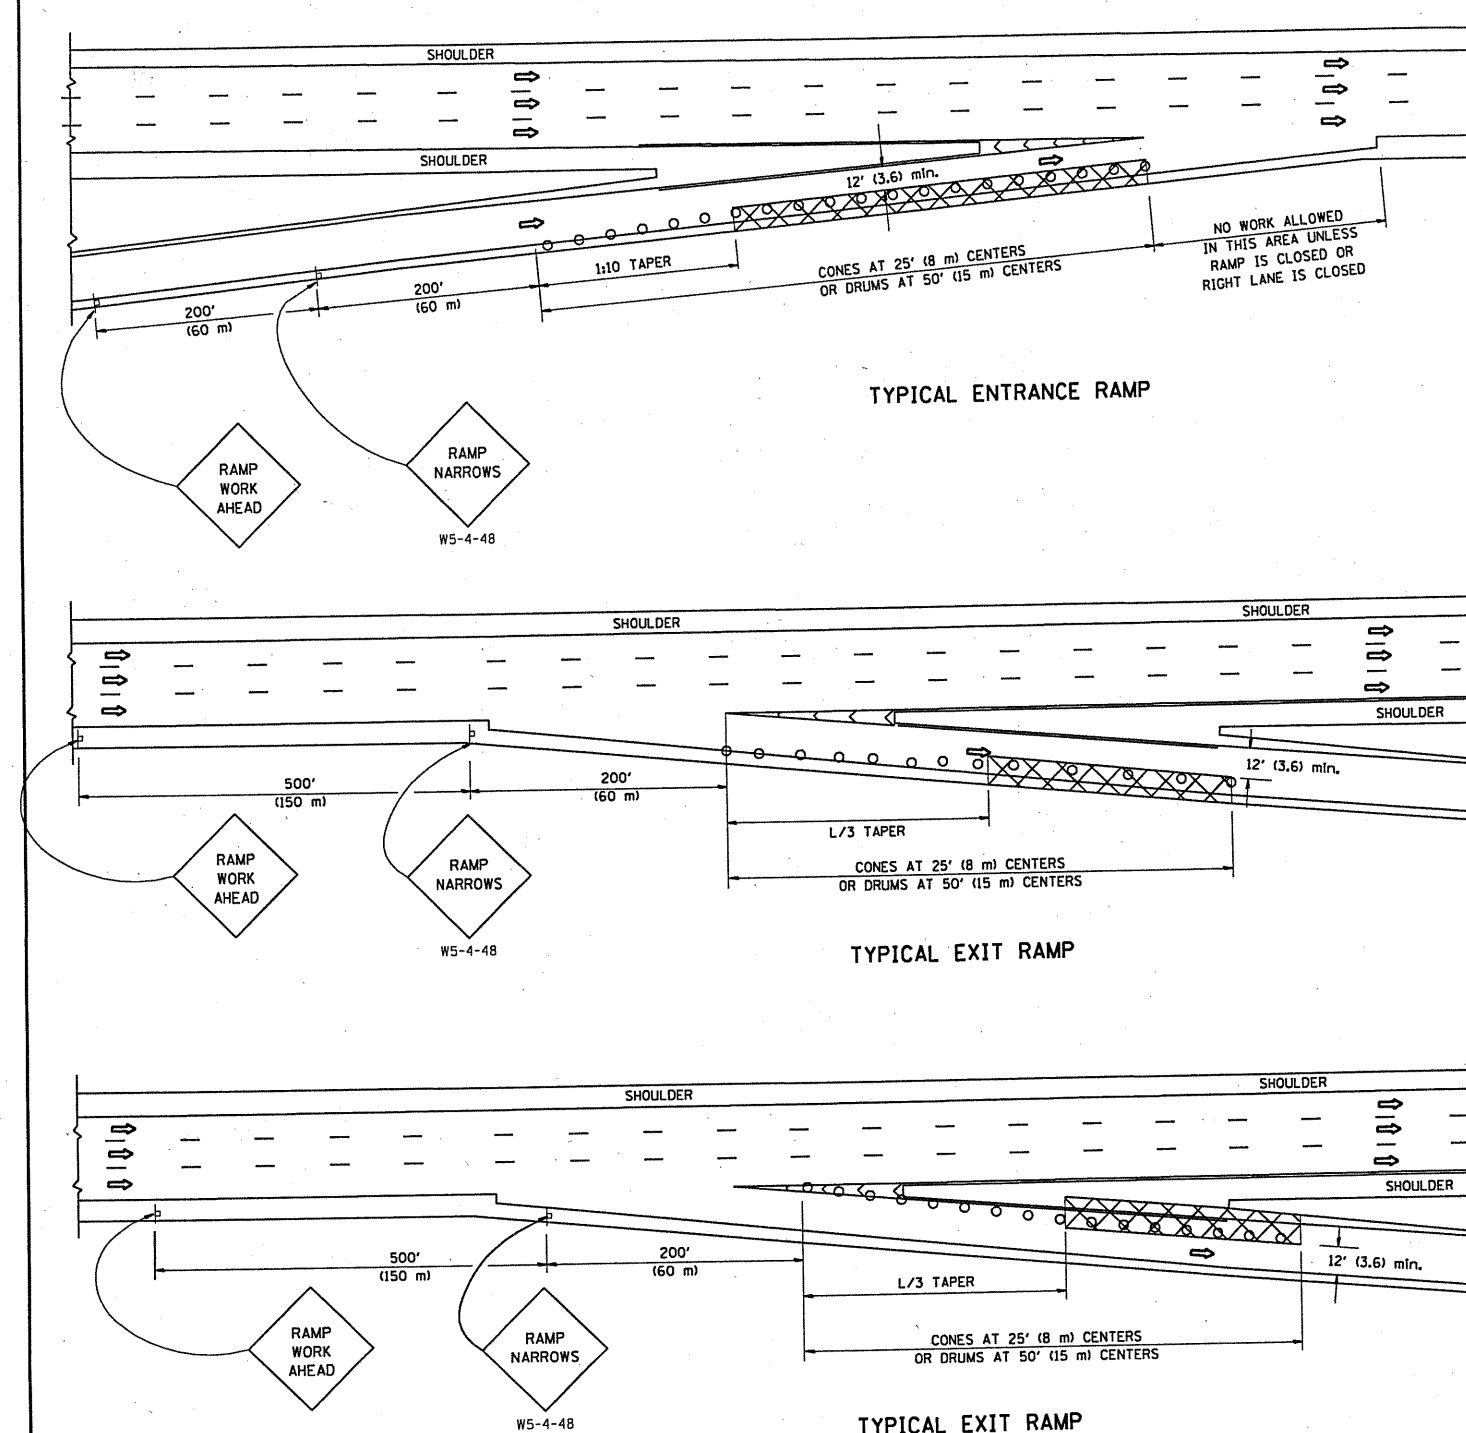 SHOULDER
SHOULDER
12' (3.6) min.
NO WORK ALLOWED
IN THIS AREA UNLESS
RAMP IS CLOSED OR
RIGHT LANE IS CLOSED
1:10 TAPER
CONES AT 25' (8 m) CENTERS
OR DRUMS AT 50' (15 m) CENTERS
200'
(60 m)
200'
(60 m)
TYPICAL ENTRANCE RAMP
RAMP
WORK
AHEAD
RAMP
NARROWS
W5-4-48
SHOULDER
SHOULDER
SHOULDER
12' (3.6) min.
500'
(150 m)
200'
(60 m)
L/3 TAPER
CONES AT 25' (8 m) CENTERS
OR DRUMS AT 50' (15 m) CENTERS
RAMP
WORK
AHEAD
RAMP
NARROWS
W5-4-48
TYPICAL EXIT RAMP
SHOULDER
SHOULDER
SHOULDER
12' (3.6) min.
500'
(150 m)
200'
(60 m)
L/3 TAPER
CONES AT 25' (8 m) CENTERS
OR DRUMS AT 50' (15 m) CENTERS
RAMP
WORK
AHEAD
RAMP
NARROWS
W5-4-48
TYPICAL EXIT RAMP